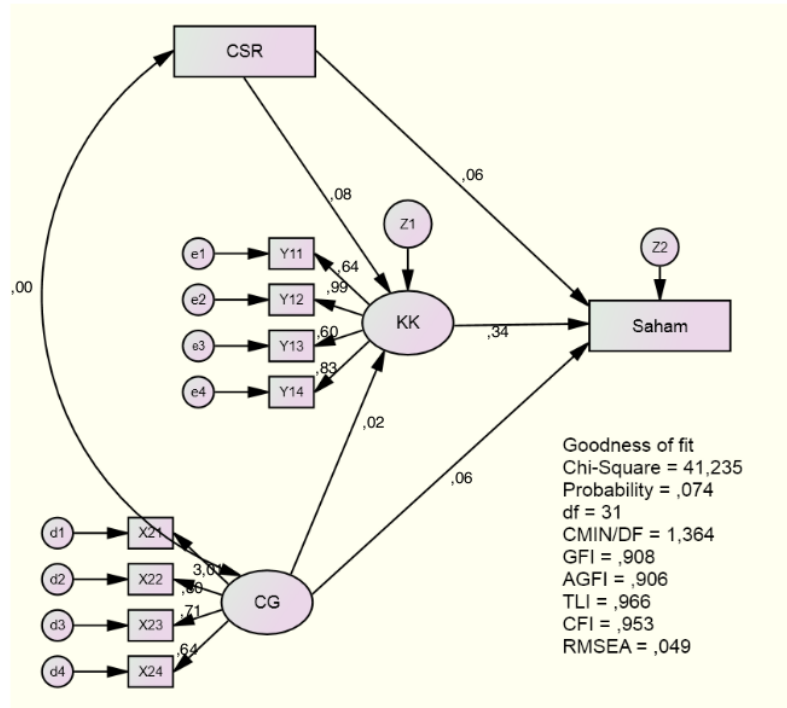 CSR
,06
,08
Z1
Z2
e1
Y11
,64
,00
e2
Y12
,99
KK
Saham
e3
Y13
,60
,34
e4
Y14
,83
,02
Goodness of fit
Chi-Square = 41,235
Probability = ,074
,06
df = 31
d1
X21
CMIN/DF = 1,364
GFI = ,908
3,01
d2
X22
AGFI = ,906
CG
TLI = ,966
d3
X23
,71
CFI = ,953
RMSEA = ,049
d4
X24
,64